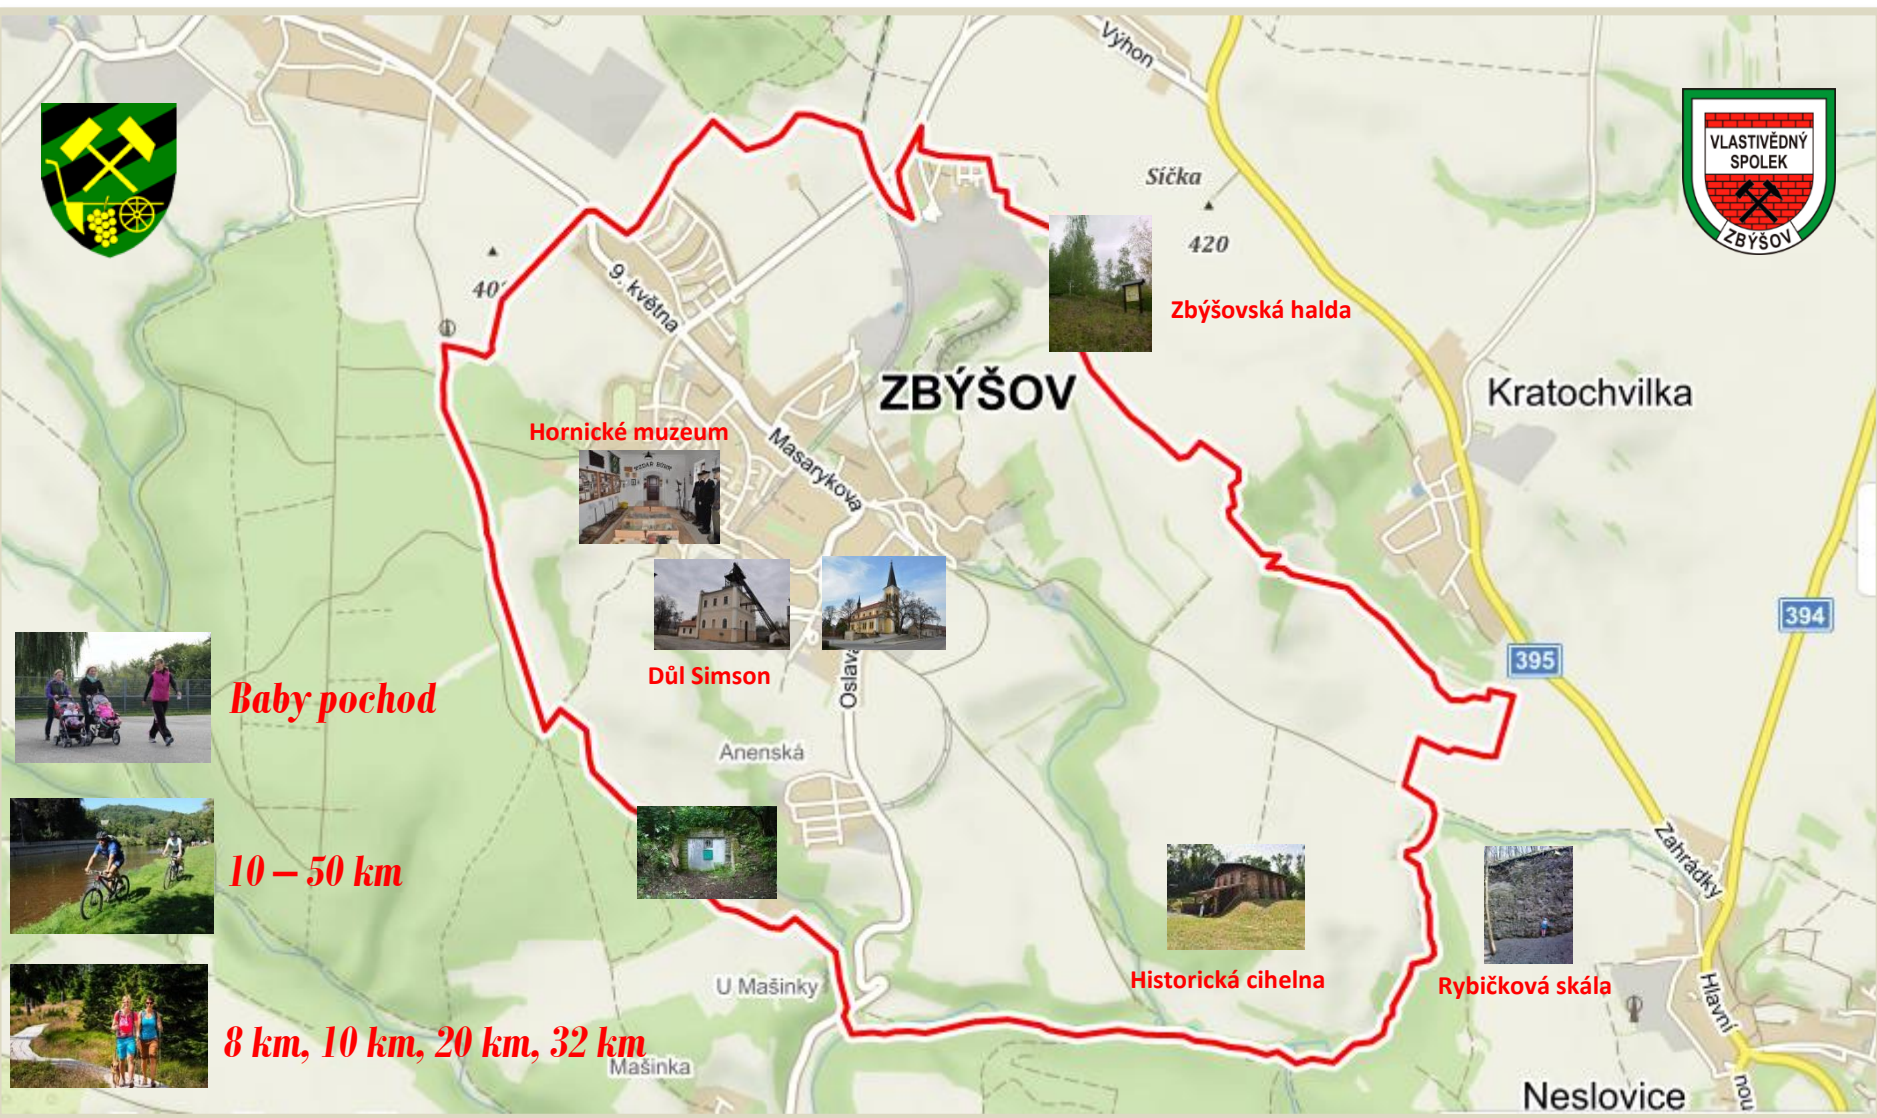 Výhon
VLASTIVĚDNÝ
SPOLEK
ZBÝŠOV
Síčka
420
40
9. května
Zbýšovská halda
ZBÝŠOV
Kratochvilka
Hornické muzeum
Masarykova
394
395
Důl Simson
Oslava
Baby pochod
Anenská
10 – 50 km
Zahrádky
U Mašinky
Historická cihelna
Rybičková skála
Hlavní
8 km, 10 km, 20 km, 32 km
Mašinka
Neslovice
nou